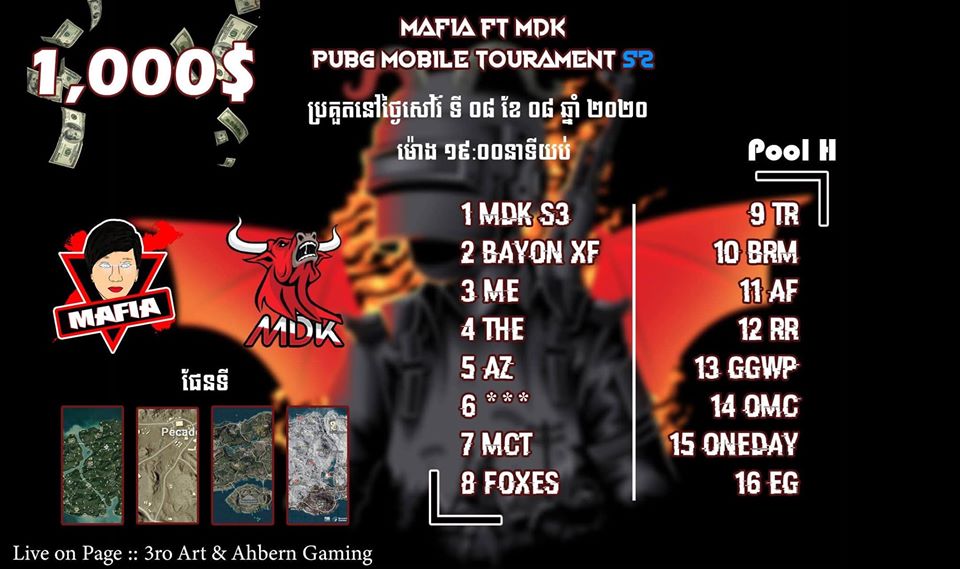 1,000$
MAFIA FT MDK
PUBG MOBILE TOURAMENT S2
ប្រគួតនៅថ្ងៃសៅរ៍ ទី ០៨ ខែ ០៨ ឆ្នាំ ២០២០
ម៉ោង ១៩:០០នាទីយប់
Pool H
MAFIA
MDK
ផែនទី
Pecad
1 MDK S3
2 BAYON XF
3 ME
4 THE
5 AZ
6 ***
7 MCT
8 FOXES
9 TR
10 BRM
11 AF
12 RR
13 GGWP
14 OMC
15 ONEDAY
16 EG
Live on Page :: 3ro Art & Ahbern Gaming